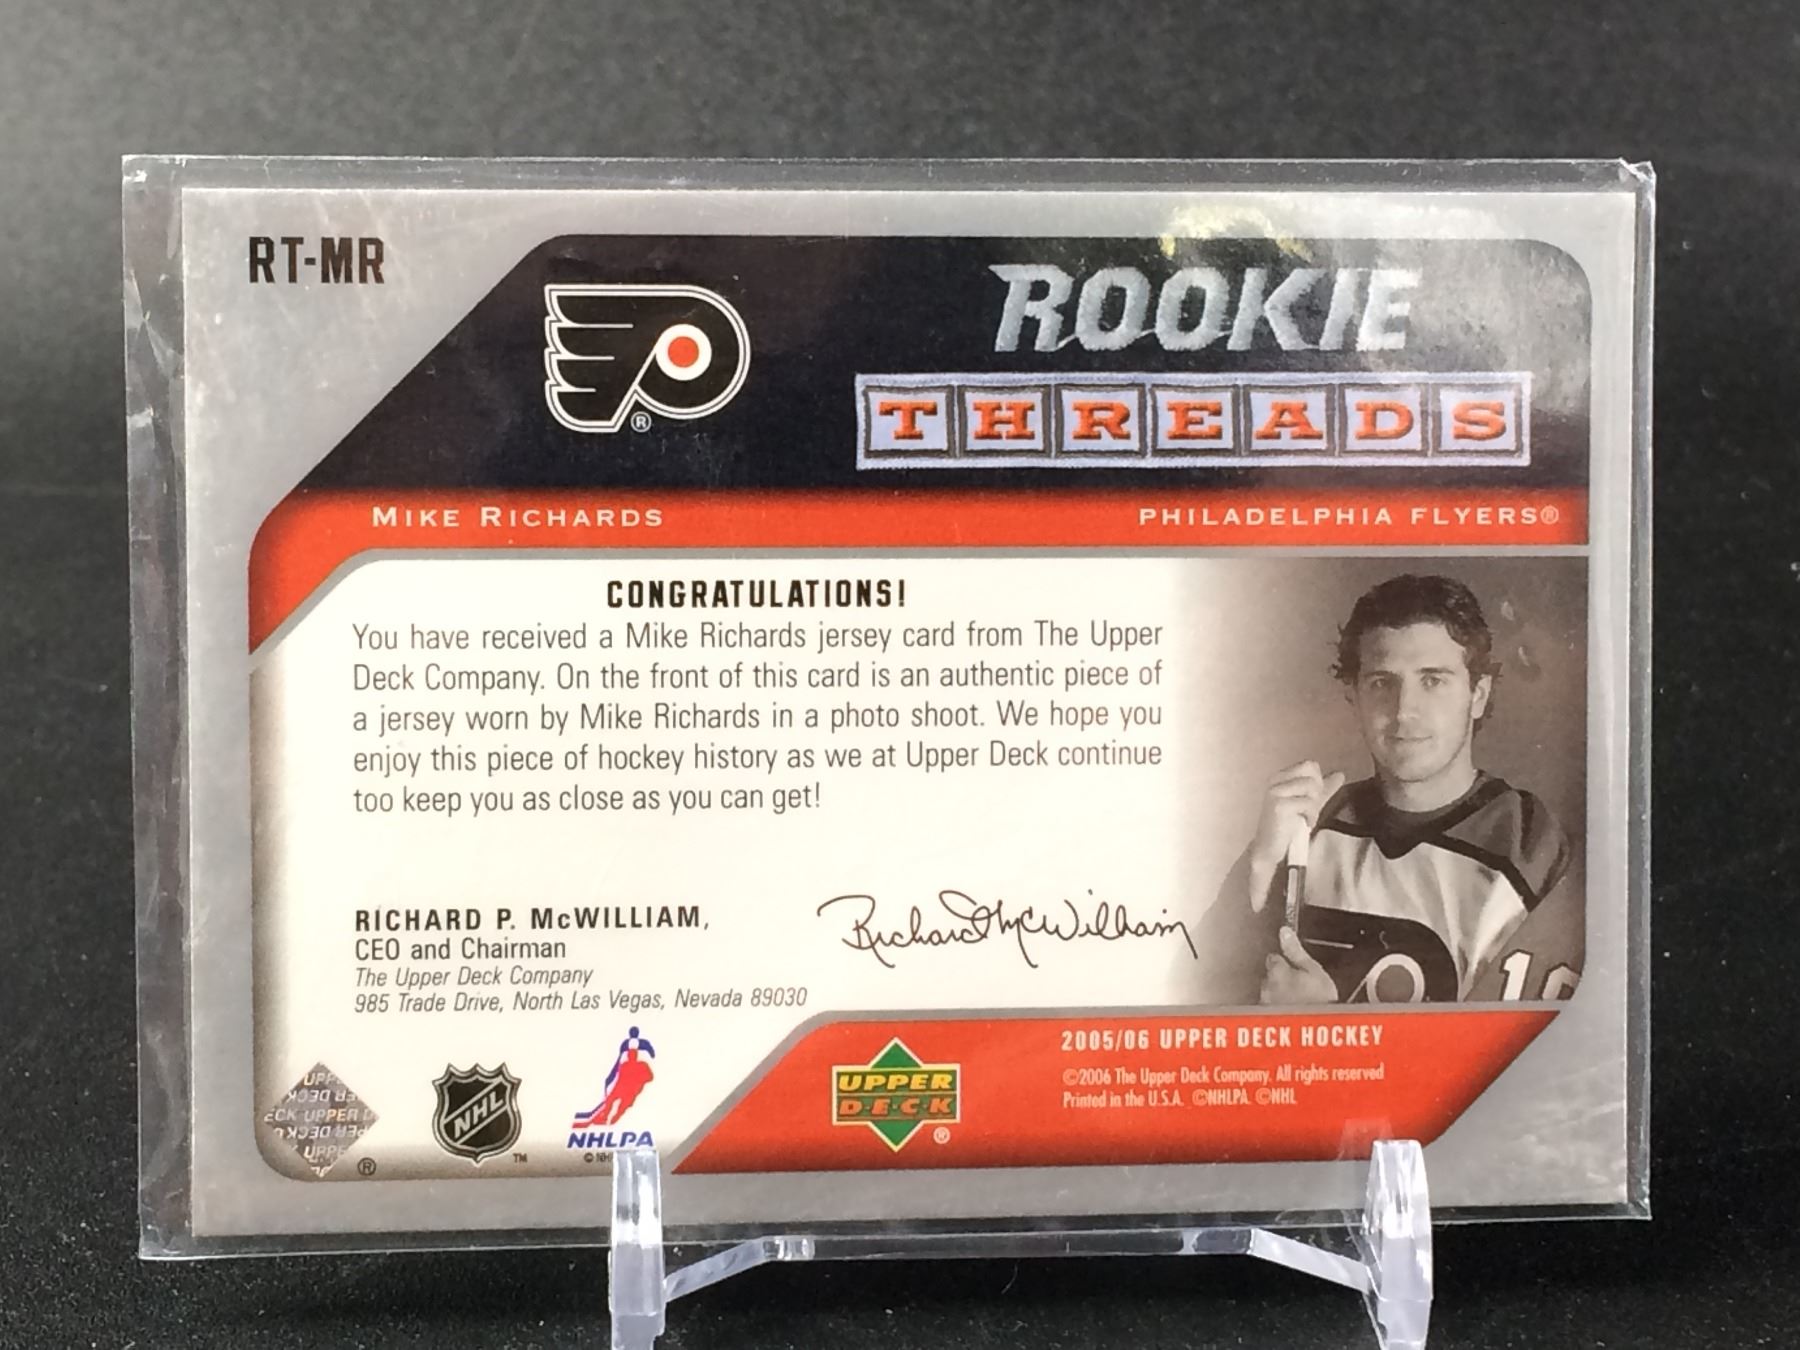 RT-MR
ROOKIE
THREADS
MIKE RICHARDS
PHILADELPHIA FLYERS®
CONGRATULATIONS!
You have received a Mike Richards jersey card from The Upper
Deck Company. On the front of this card is an authentic piece of
a jersey worn by Mike Richards in a photo shoot. We hope you
enjoy this piece of hockey history as we at Upper Deck continue
too keep you as close as you can get!
RICHARD P. McWILLIAM,
CEO and Chairman
The Upper Deck Company
985 Trade Drive, North Las Vegas, Nevada 89030
Richard McWilliam
NHL
TM
NHLPA
UPPER
DECK
®
2005/06 UPPER DECK HOCKEY
©2006 The Upper Deck Company. All rights reserved
Printed in the U.S.A. ©NHLPA ©NHL